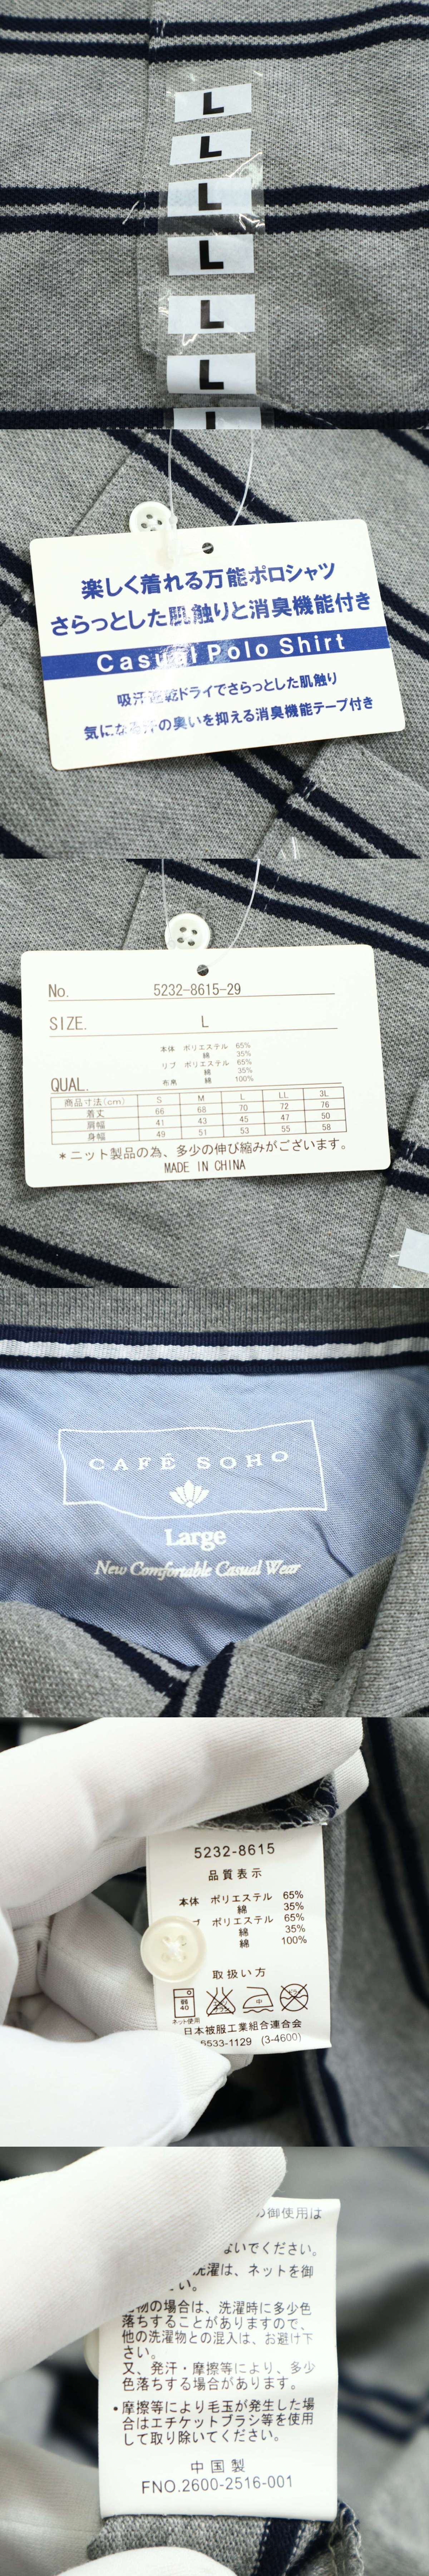 L
L
L
L
L
L
L
楽しく着れる万能ポロシャツ
さらっとした肌触りと消臭機能付き
Casual Polo Shirt
吸汗速乾ドライでさらっとした肌触り
気になる汗の臭いを抑える消臭機能テープ付き
No. 5232-8615-29
SIZE. L
本体 ポリエステル 65%
綿 35%
リブ ポリエステル 65%
綿 35%
QUAL. 布帛 綿 100%
商品寸法(cm) S M L LL 3L
着丈 66 68 70 72 76
肩幅 41 43 45 47 50
身幅 49 51 53 55 58
*ニット製品の為、多少の伸び縮みがございます。
MADE IN CHINA
CAFÉ SOHO
Large
New Comfortable Casual Wear
5232-8615
品質表示
本体 ポリエステル 65%
綿 35%
ブ ポリエステル 65%
綿 35%
綿 100%
取扱い方
弱
40
中
ネット使用
日本被服工業組合連合会
6533-1129 (3-4600)
の御使用は
ないでください。
洗濯は、ネットを御
い。
物の場合は、洗濯時に多少色
落ちすることがありますので、
他の洗濯物との混入は、お避け下
さい。
又、発汗・摩擦等により、多少
色落ちする場合があります。
•摩擦等により毛玉が発生した場
合はエチケットブラシ等を使用
して取り除いてください。
中国製
FNO.2600-2516-001